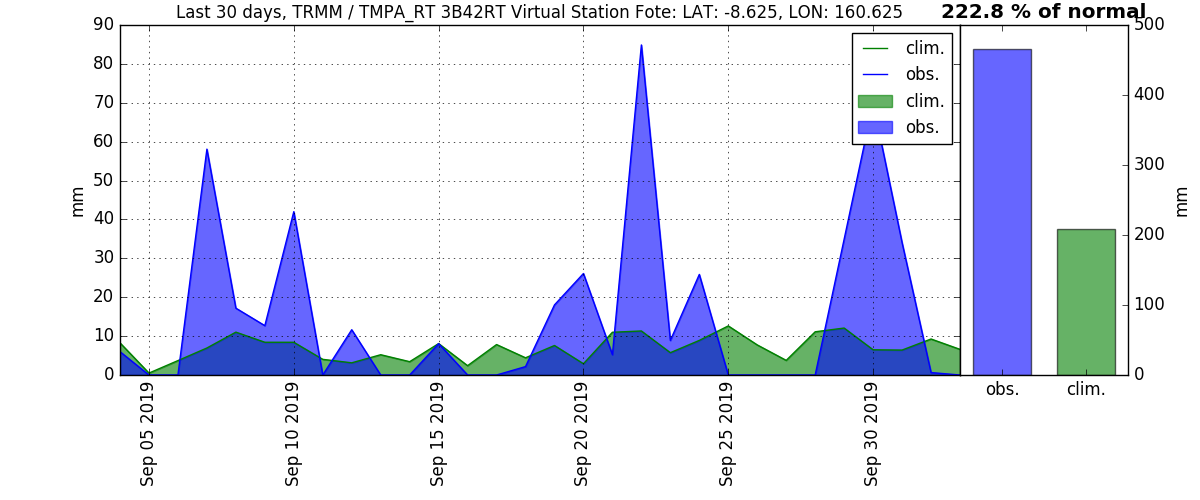 Last 30 days, TRMM / TMPA_RT 3B42RT Virtual Station Fote: LAT: -8.625, LON: 160.625
222.8 % of normal
90
80
70
60
50
40
30
20
10
0
mm
Sep 05 2019
Sep 10 2019
Sep 15 2019
Sep 20 2019
Sep 25 2019
Sep 30 2019
clim.
obs.
clim.
obs.
500
400
300
200
100
0
mm
obs.
clim.